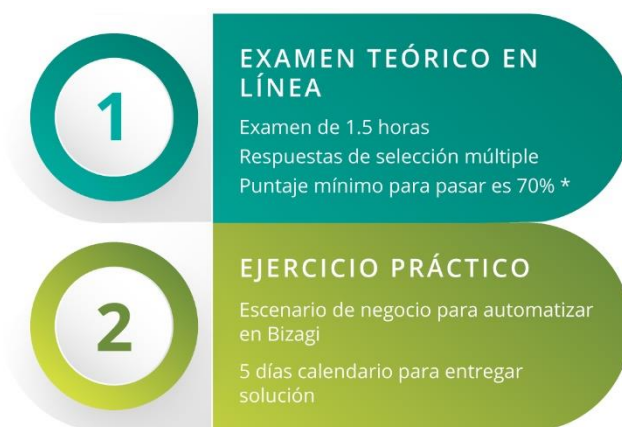 1
EXAMEN TEÓRICO EN
LÍNEA
Examen de 1.5 horas
Respuestas de selección múltiple
Puntaje mínimo para pasar es 70% *
2
EJERCICIO PRÁCTICO
Escenario de negocio para automatizar
en Bizagi
5 días calendario para entregar
solución